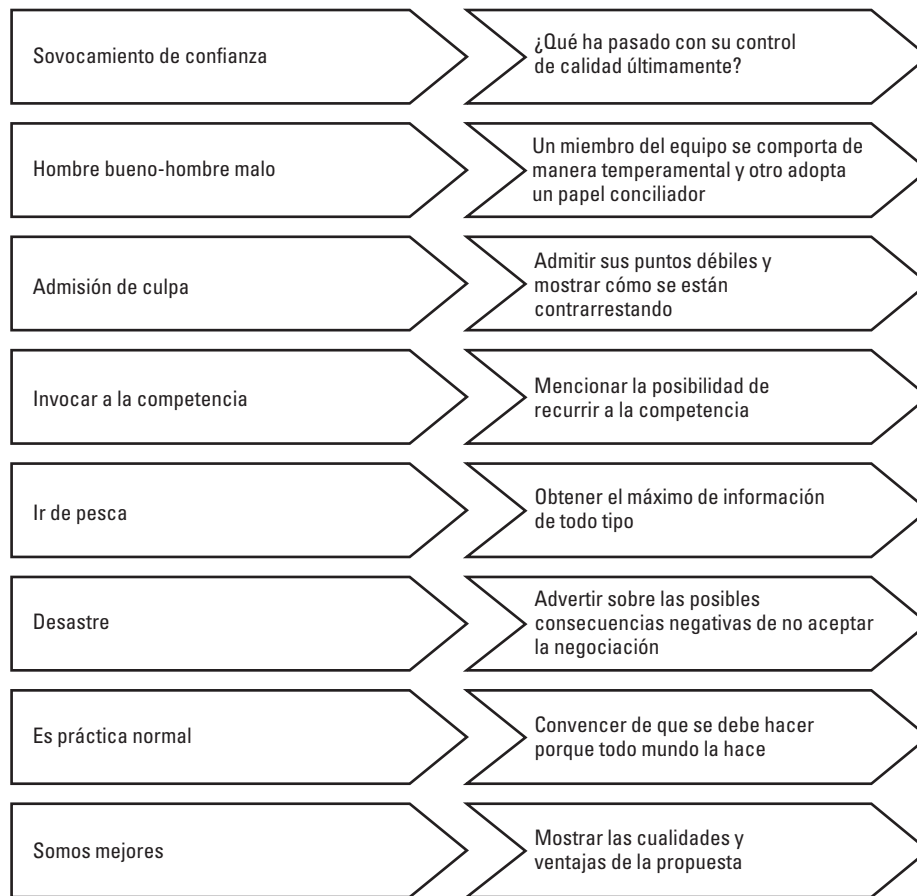 Sovocamiento de confianza
¿Qué ha pasado con su control
de calidad últimamente?
Hombre bueno-hombre malo
Un miembro del equipo se comporta de
manera temperamental y otro adopta
un papel conciliador
Admisión de culpa
Admitir sus puntos débiles y
mostrar cómo se están
contrarrestando
Invocar a la competencia
Mencionar la posibilidad de
recurrir a la competencia
Ir de pesca
Obtener el máximo de información
de todo tipo
Desastre
Advertir sobre las posibles
consecuencias negativas de no aceptar
la negociación
Es práctica normal
Convencer de que se debe hacer
porque todo mundo la hace
Somos mejores
Mostrar las cualidades y
ventajas de la propuesta